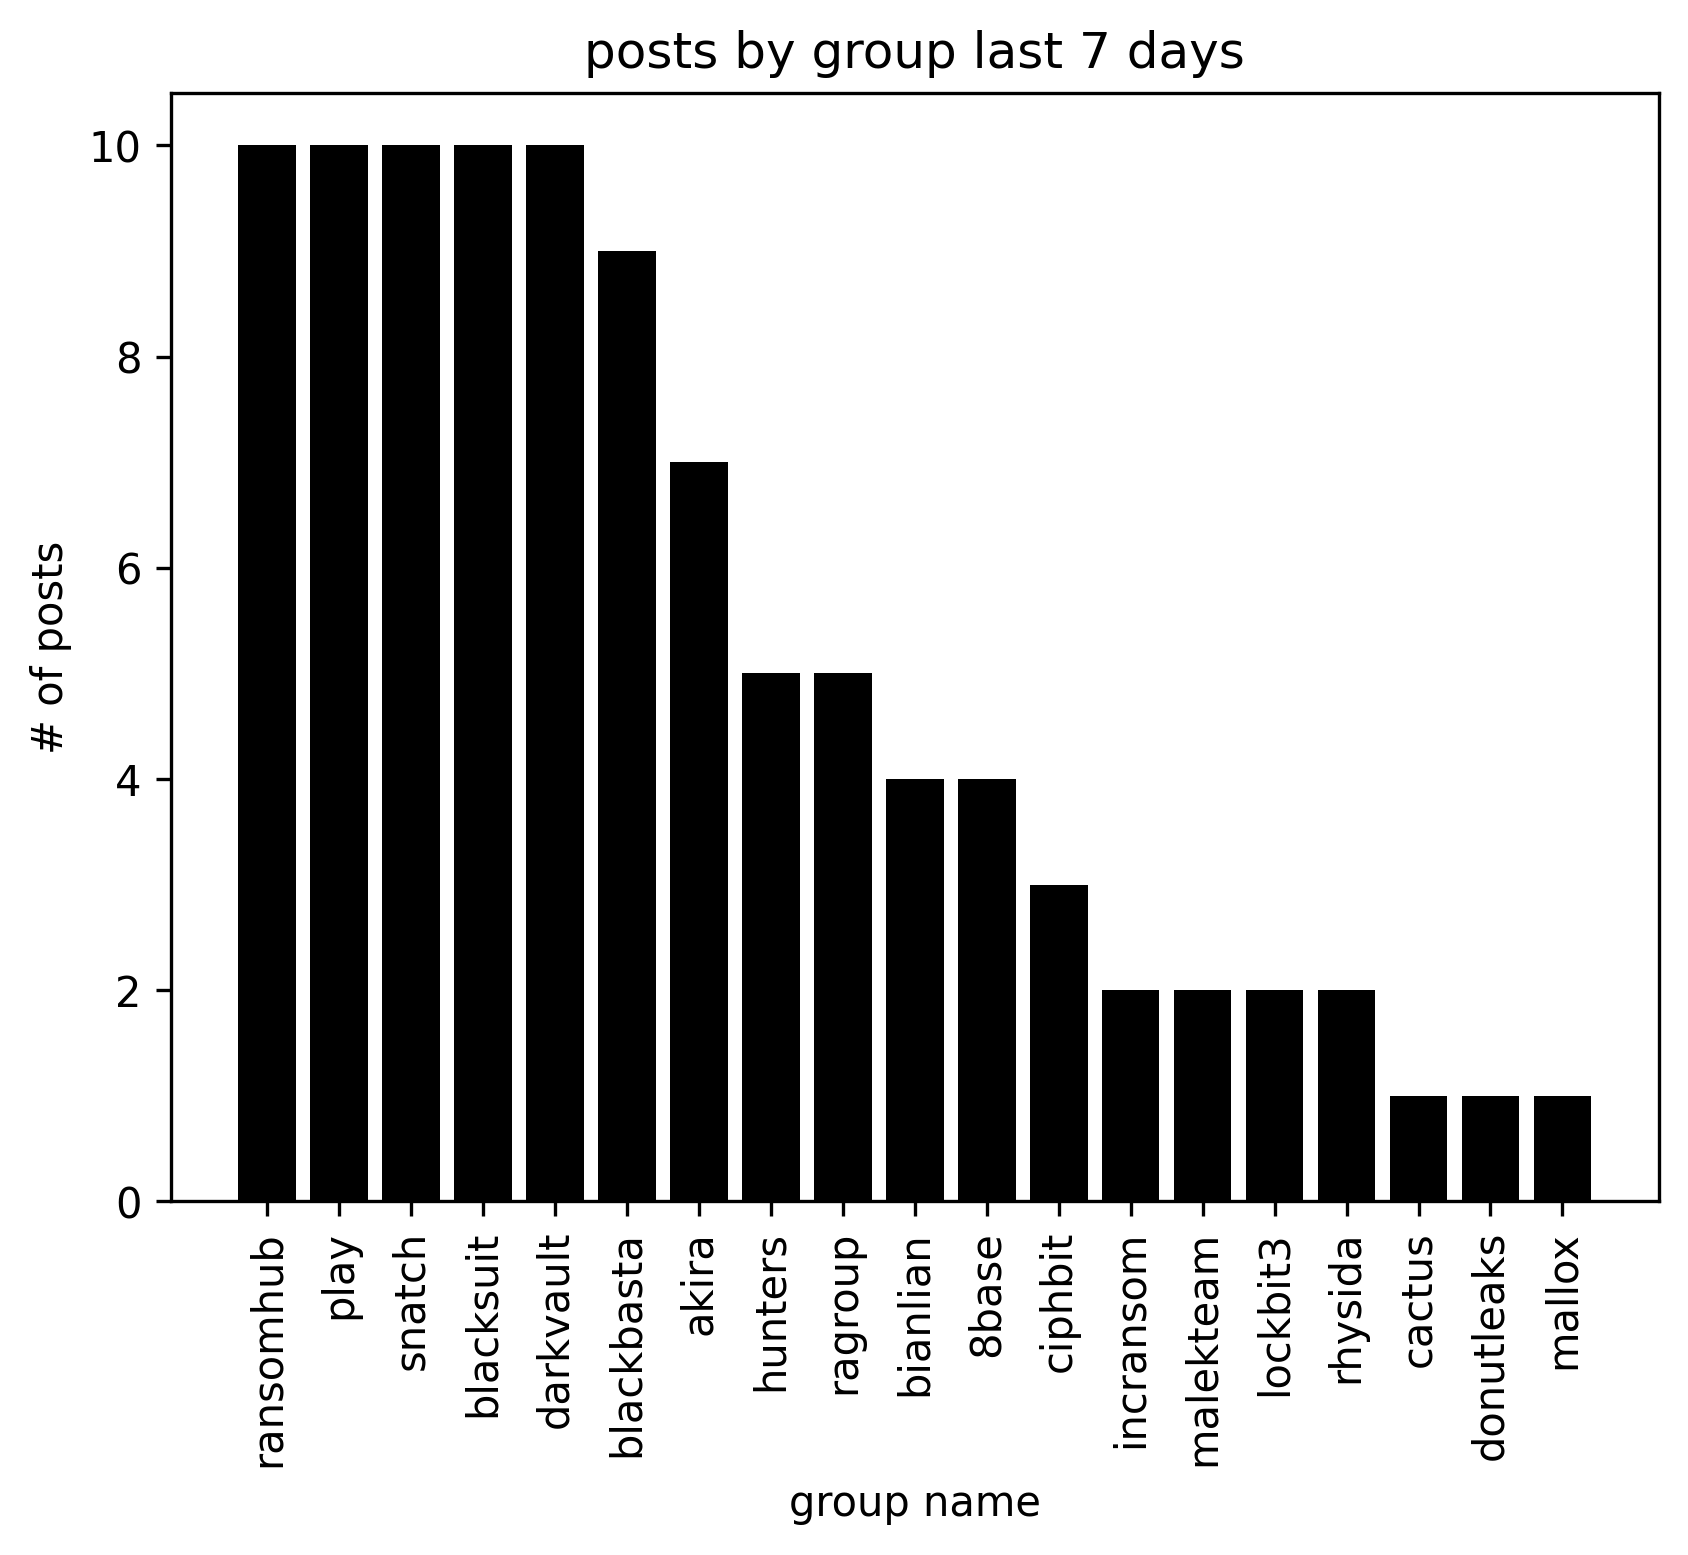 posts by group last 7 days
10
8
6
4
2
0
# of posts
ransomhub
play
snatch
blacksuit
darkvault
blackbasta
akira
hunters
ragroup
bianlian
8base
ciphbit
incransom
malekteam
lockbit3
rhysida
cactus
donutleaks
mallox
group name